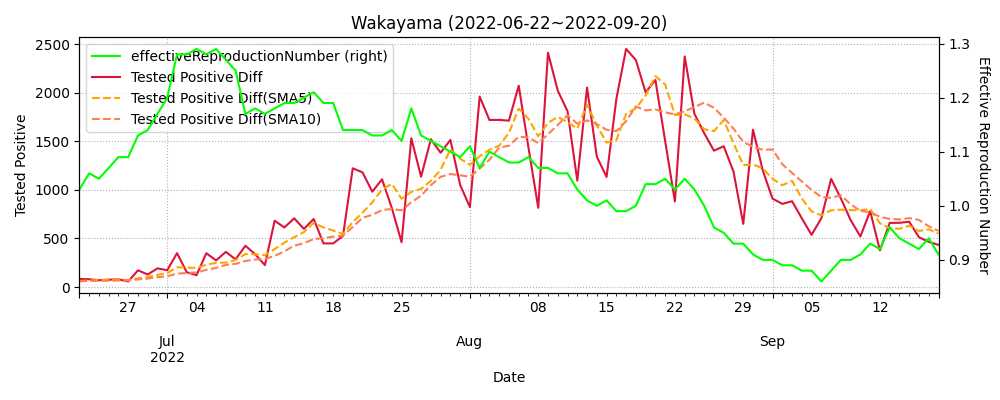 Wakayama (2022-06-22~2022-09-20)
effectiveReproductionNumber (right)
Tested Positive Diff
Tested Positive Diff(SMA5)
Tested Positive Diff(SMA10)
Tested Positive
2500
2000
1500
1000
500
0
1.3
1.2
1.1
1.0
0.9
Effective Reproduction Number
27 04 11 18 25 08 15 22 29 05 12
Jul Aug Sep
2022
Date